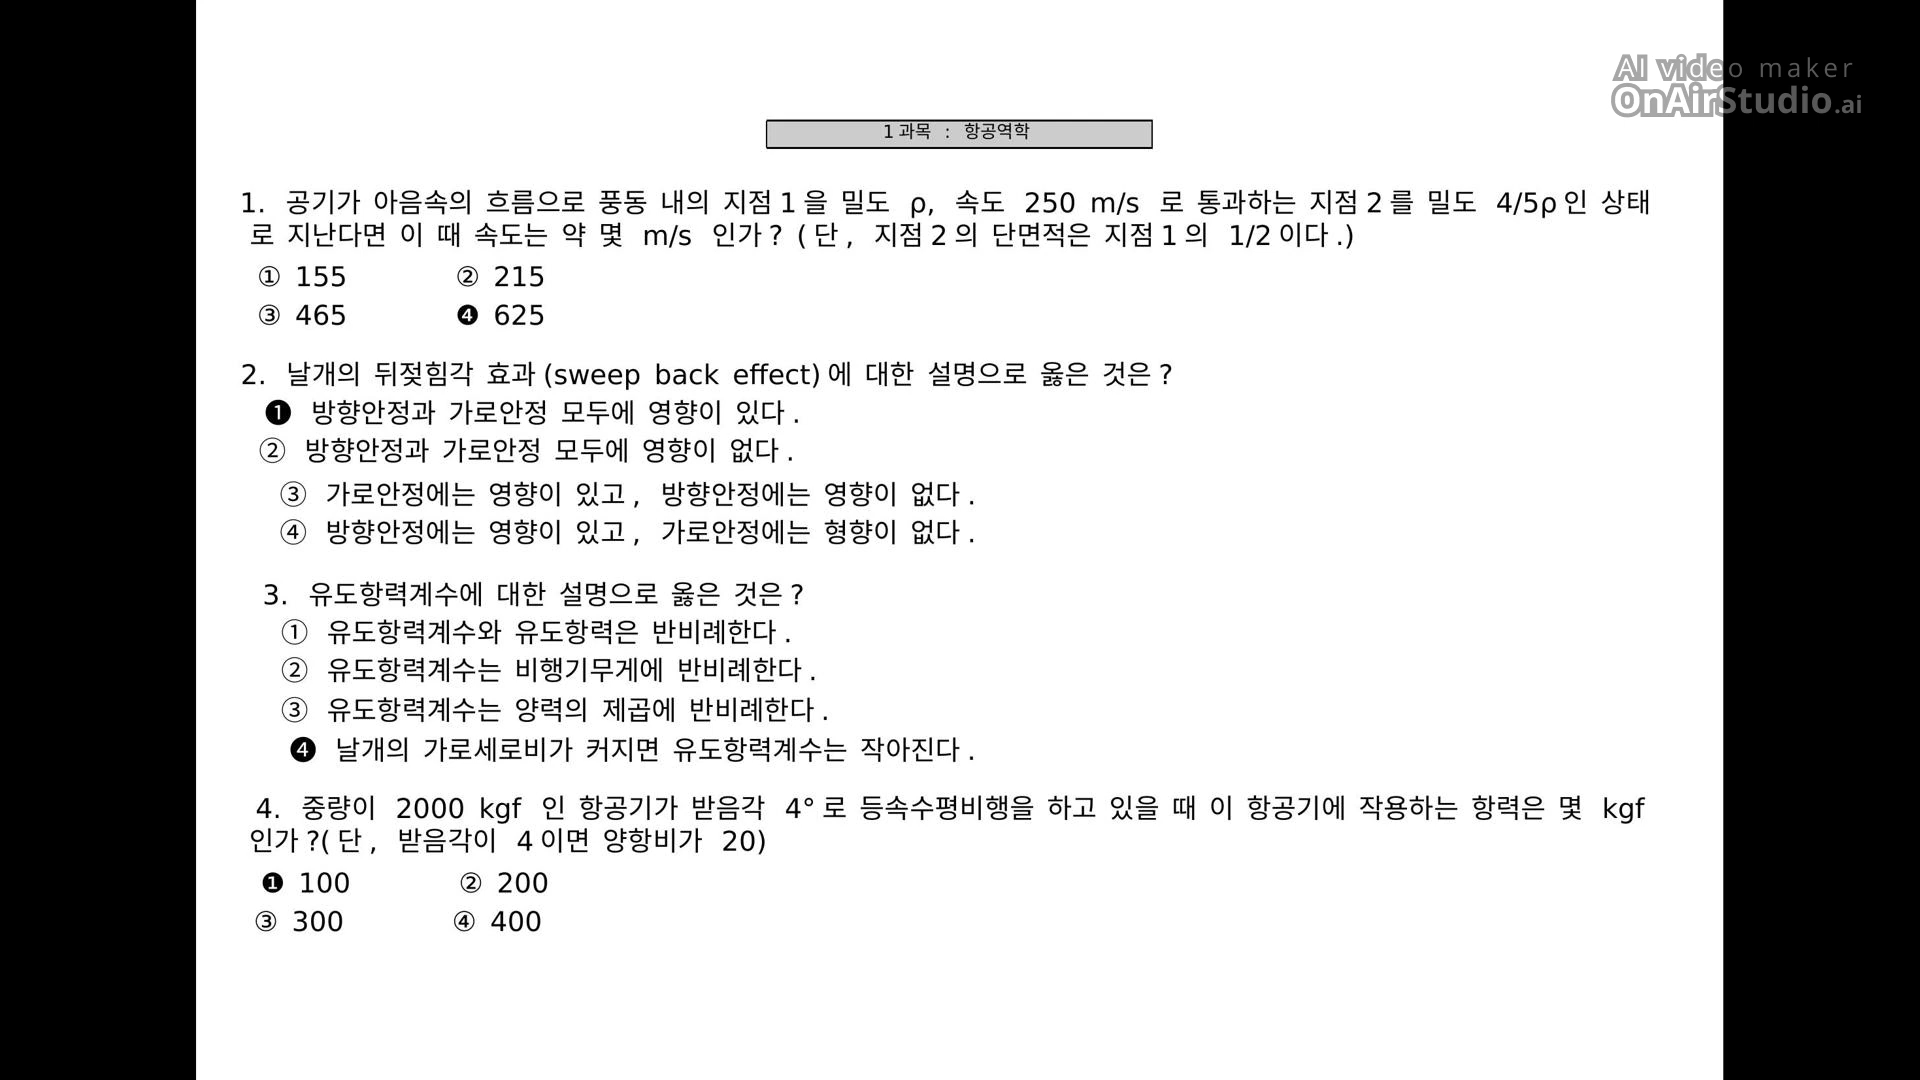 AI video maker
OnAirStudio.ai
1과목 : 항공역학
1. 공기가 아음속의 흐름으로 풍동 내의 지점1을 밀도 ρ, 속도 250 m/s 로 통과하는 지점2를 밀도 4/5ρ인 상태
로 지난다면 이 때 속도는 약 몇 m/s 인가? (단, 지점2의 단면적은 지점1의 1/2이다.)
① 155 ② 215
③ 465 ❹ 625
2. 날개의 뒤젖힘각 효과(sweep back effect)에 대한 설명으로 옳은 것은?
❶ 방향안정과 가로안정 모두에 영향이 있다.
② 방향안정과 가로안정 모두에 영향이 없다.
③ 가로안정에는 영향이 있고, 방향안정에는 영향이 없다.
④ 방향안정에는 영향이 있고, 가로안정에는 형향이 없다.
3. 유도항력계수에 대한 설명으로 옳은 것은?
① 유도항력계수와 유도항력은 반비례한다.
② 유도항력계수는 비행기무게에 반비례한다.
③ 유도항력계수는 양력의 제곱에 반비례한다.
❹ 날개의 가로세로비가 커지면 유도항력계수는 작아진다.
4. 중량이 2000 kgf 인 항공기가 받음각 4°로 등속수평비행을 하고 있을 때 이 항공기에 작용하는 항력은 몇 kgf
인가?(단, 받음각이 4이면 양항비가 20)
❶ 100 ② 200
③ 300 ④ 400